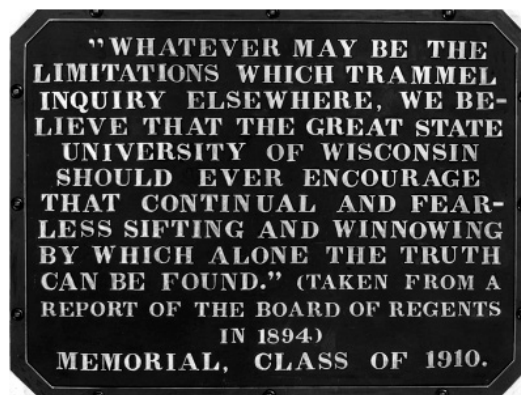 "WHATEVER MAY BE THE
LIMITATIONS WHICH TRAMMEL
INQUIRY ELSEWHERE, WE BE-
LIEVE THAT THE GREAT STATE
UNIVERSITY OF WISCONSIN
SHOULD EVER ENCOURAGE
THAT CONTINUAL AND FEAR-
LESS SIFTING AND WINNOWING
BY WHICH ALONE THE TRUTH
CAN BE FOUND." (TAKEN FROM A
REPORT OF THE BOARD OF REGENTS
IN 1894)
MEMORIAL, CLASS OF 1910.